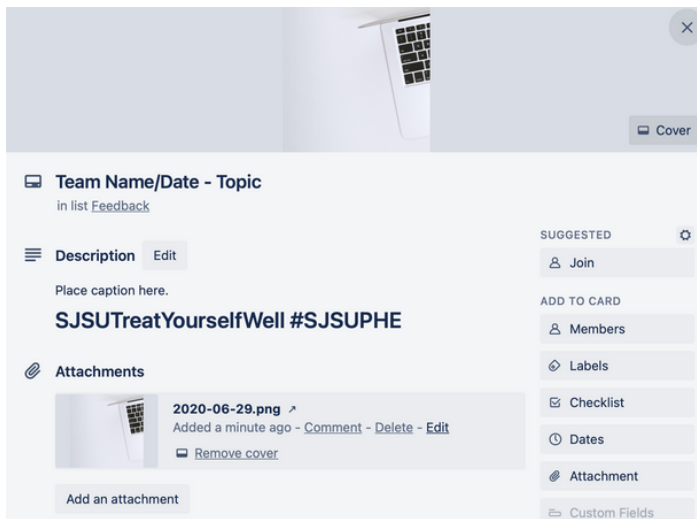 Cover
Team Name/Date - Topic
in list Feedback
Description Edit
Place caption here.
SJSUTreatYourselfWell #SJSUPHE
Attachments
2020-06-29.png ↗
Added a minute ago - Comment - Delete - Edit
Remove cover
Add an attachment
SUGGESTED
Join
ADD TO CARD
Members
Labels
Checklist
Dates
Attachment
Custom Fields